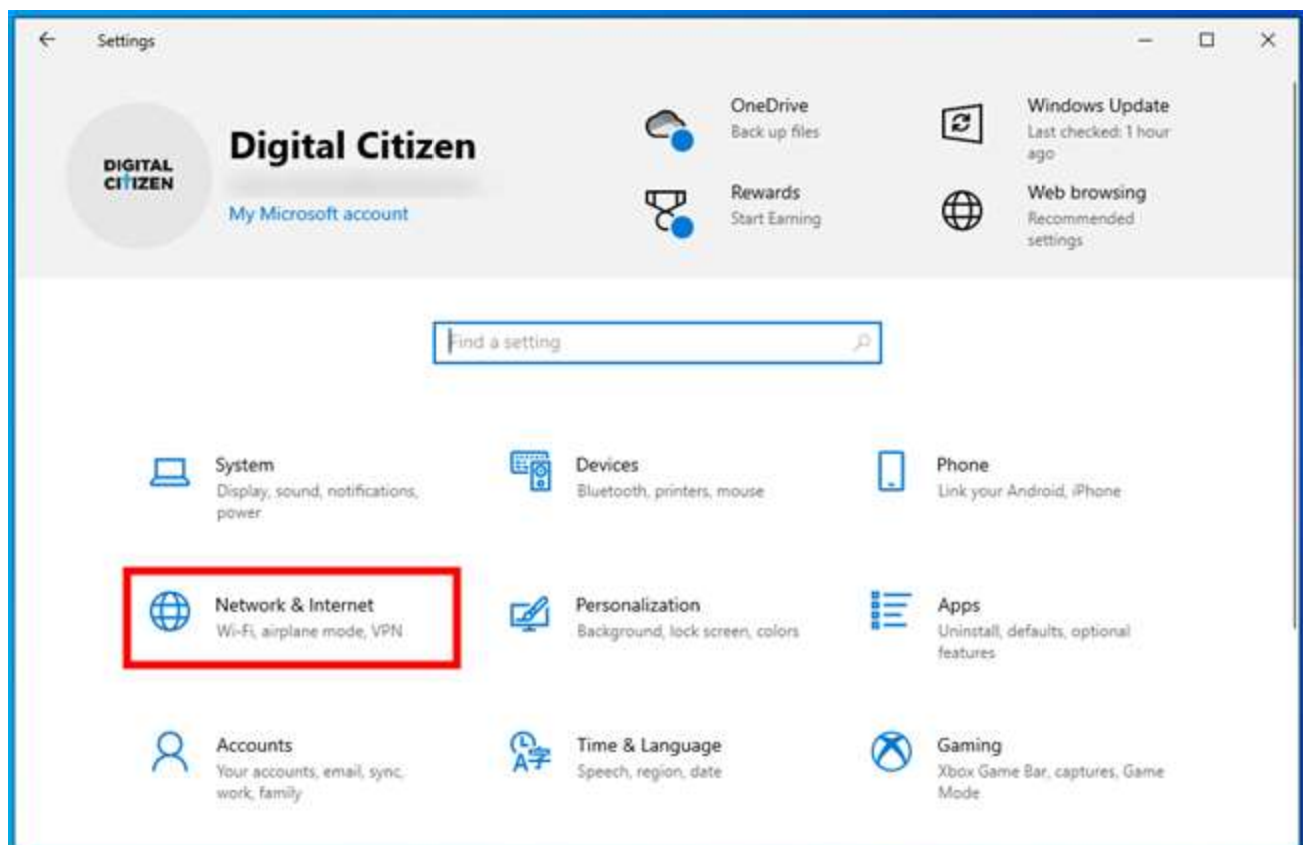 Settings
DIGITAL
CITIZEN
Digital Citizen
My Microsoft account
OneDrive
Back up files
Rewards
Start Earning
Windows Update
Last checked: 1 hour
ago
Web browsing
Recommended
settings
Find a setting
System
Display, sound, notifications,
power
Devices
Bluetooth, printers, mouse
Phone
Link your Android, iPhone
Network & Internet
Wi-Fi, airplane mode, VPN
Personalization
Background, lock screen, colors
Apps
Uninstall, defaults, optional
features
Accounts
Your accounts, email, sync,
work, family
A字
Time & Language
Speech, region, date
Gaming
Xbox Game Bar, captures, Game
Mode